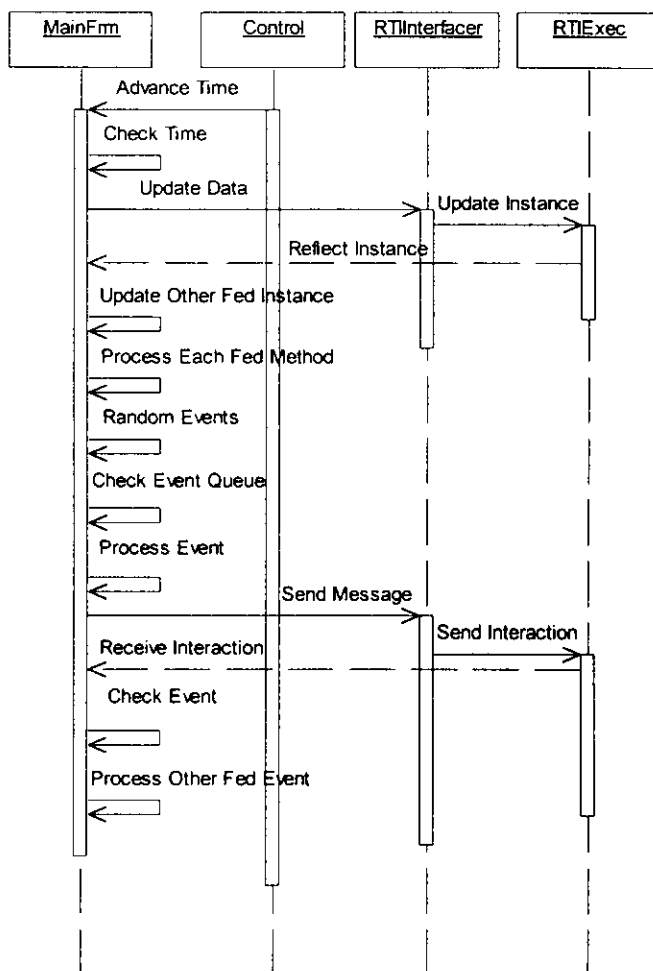 MainFrm Control RTIInterfacer RTIExec
Advance Time
Check Time
Update Data
Update Instance
Reflect Instance
Update Other Fed Instance
Process Each Fed Method
Random Events
Check Event Queue
Process Event
Send Message
Send Interaction
Receive Interaction
Check Event
Process Other Fed Event